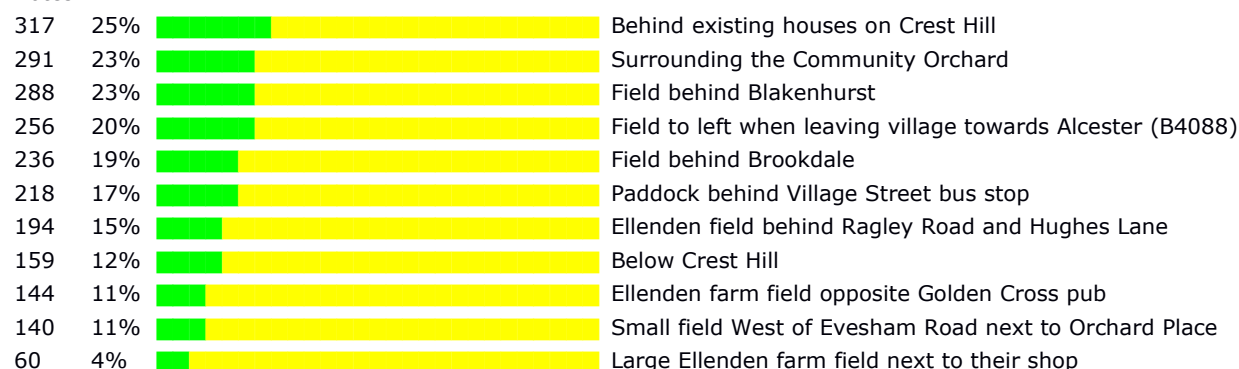 317 25% Behind existing houses on Crest Hill
291 23% Surrounding the Community Orchard
288 23% Field behind Blakenhurst
256 20% Field to left when leaving village towards Alcester (B4088)
236 19% Field behind Brookdale
218 17% Paddock behind Village Street bus stop
194 15% Ellenden field behind Ragley Road and Hughes Lane
159 12% Below Crest Hill
144 11% Ellenden farm field opposite Golden Cross pub
140 11% Small field West of Evesham Road next to Orchard Place
60 4% Large Ellenden farm field next to their shop